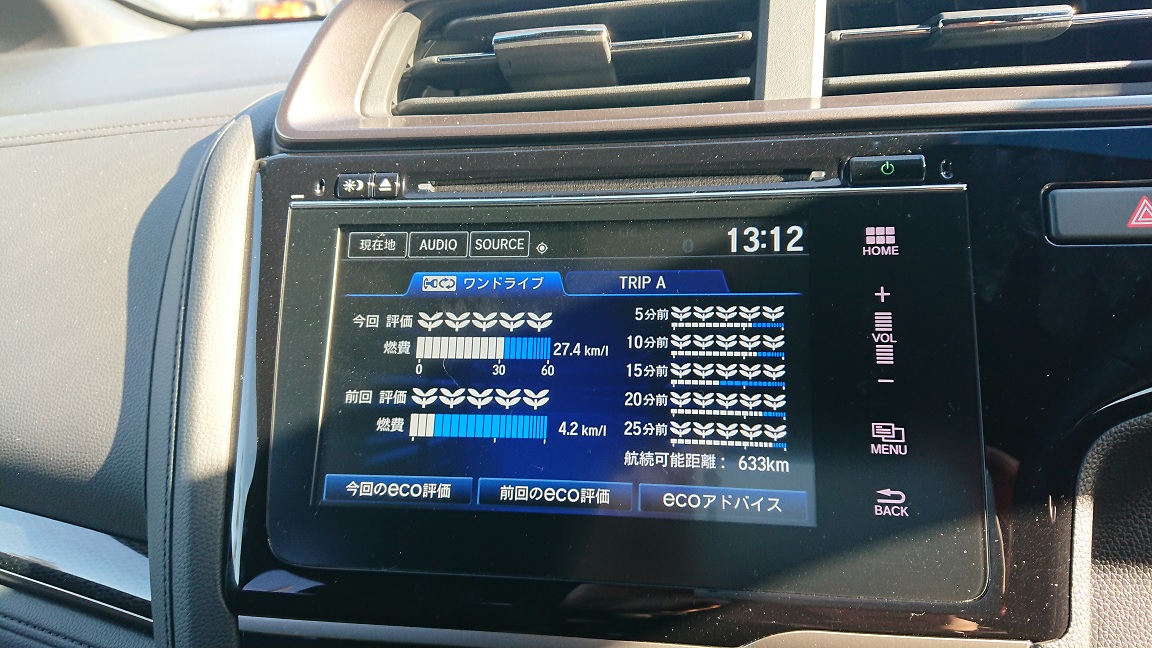 現在地 AUDIO SOURCE 13:12
ワンドライブ TRIP A
今回 評価
燃費 27.4 km/l
0 30 60
前回 評価
燃費 4.2 km/l
5分前
10分前
15分前
20分前
25分前
航続可能距離： 633km
今回のeco評価 前回のeco評価 ecoアドバイス
HOME
+
VOL
−
MENU
BACK